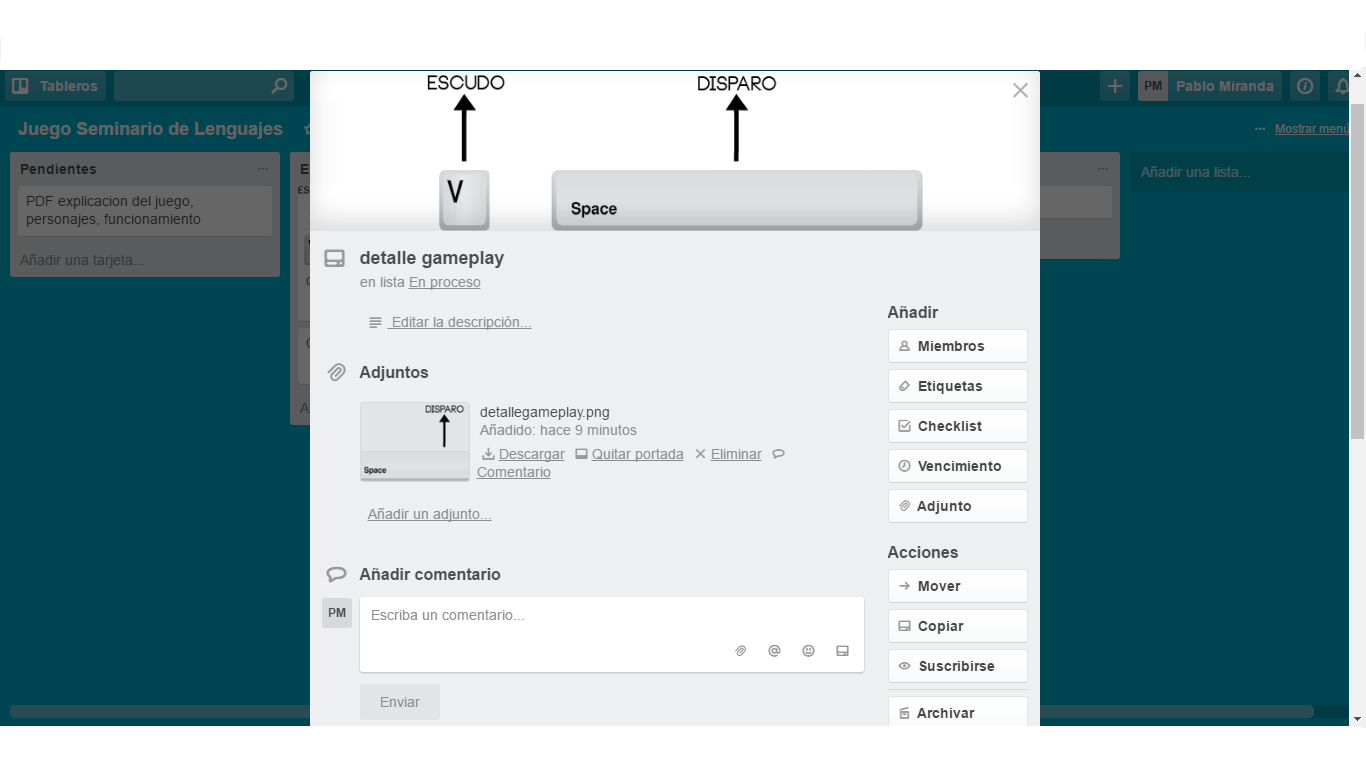 Tableros
PM Pablo Miranda
Juego Seminario de Lenguajes
... Mostrar menú
Pendientes
PDF explicacion del juego,
personajes, funcionamiento
Añadir una tarjeta...
Añadir una lista...
ESCUDO
DISPARO
V
Space
detalle gameplay
en lista En proceso
Editar la descripción...
Adjuntos
DISPARO
Space
detallegameplay.png
Añadido: hace 9 minutos
Descargar Quitar portada Eliminar
Comentario
Añadir un adjunto...
Añadir comentario
PM
Escriba un comentario...
Enviar
Añadir
Miembros
Etiquetas
Checklist
Vencimiento
Adjunto
Acciones
Mover
Copiar
Suscribirse
Archivar